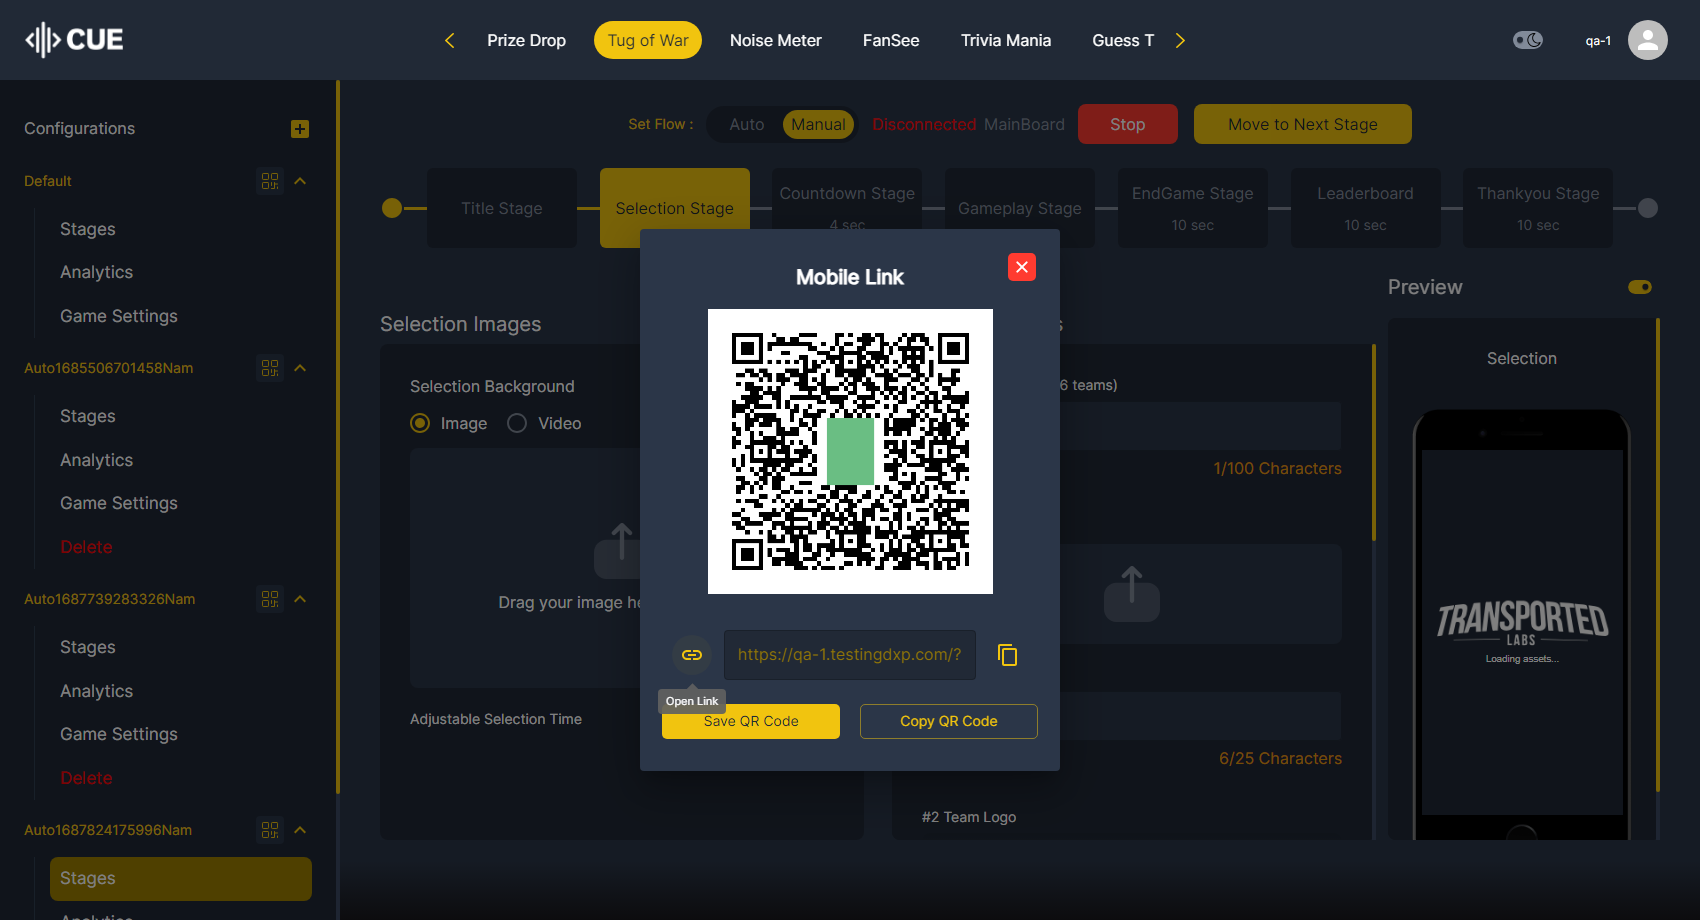 CUE
Prize Drop
Tug of War
Noise Meter
FanSee
Trivia Mania
Guess T
qa-1
Configurations
Default
Stages
Analytics
Game Settings
Auto1685506701458Nam
Stages
Analytics
Game Settings
Delete
Auto1687739283326Nam
Stages
Analytics
Game Settings
Delete
Auto1687824175996Nam
Stages
Analytics
Set Flow :
Auto
Manual
Disconnected MainBoard
Stop
Move to Next Stage
Title Stage
Selection Stage
Countdown Stage
4 sec
Gameplay Stage
EndGame Stage
10 sec
Leaderboard
10 sec
Thankyou Stage
10 sec
Selection Images
Selection Background
Image
Video
Drag your image he
Adjustable Selection Time
Mobile Link
https://qa-1.testingdxp.com/?
Open Link
Save QR Code
Copy QR Code
s
6 teams)
1/100 Characters
6/25 Characters
#2 Team Logo
Preview
Selection
TRANSPORTED
LABS
Loading assets...